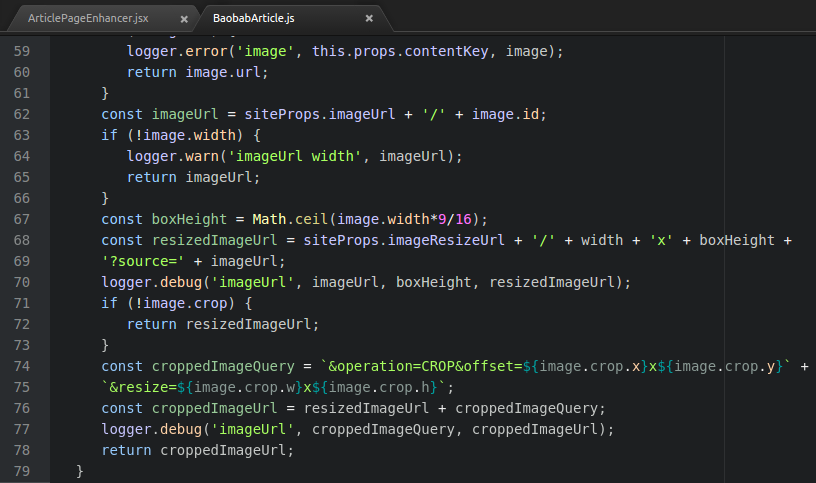 ArticlePageEnhancer.jsx × BaobabArticle.js ×
59 logger.error('image', this.props.contentKey, image);
60 return image.url;
61 }
62 const imageUrl = siteProps.imageUrl + '/' + image.id;
63 if (!image.width) {
64 logger.warn('imageUrl width', imageUrl);
65 return imageUrl;
66 }
67 const boxHeight = Math.ceil(image.width*9/16);
68 const resizedImageUrl = siteProps.imageResizeUrl + '/' + width + 'x' + boxHeight +
69 '?source=' + imageUrl;
70 logger.debug('imageUrl', imageUrl, boxHeight, resizedImageUrl);
71 if (!image.crop) {
72 return resizedImageUrl;
73 }
74 const croppedImageQuery = `&operation=CROP&offset=${image.crop.x}x${image.crop.y}` +
75 `&resize=${image.crop.w}x${image.crop.h}`;
76 const croppedImageUrl = resizedImageUrl + croppedImageQuery;
77 logger.debug('imageUrl', croppedImageQuery, croppedImageUrl);
78 return croppedImageUrl;
79 }